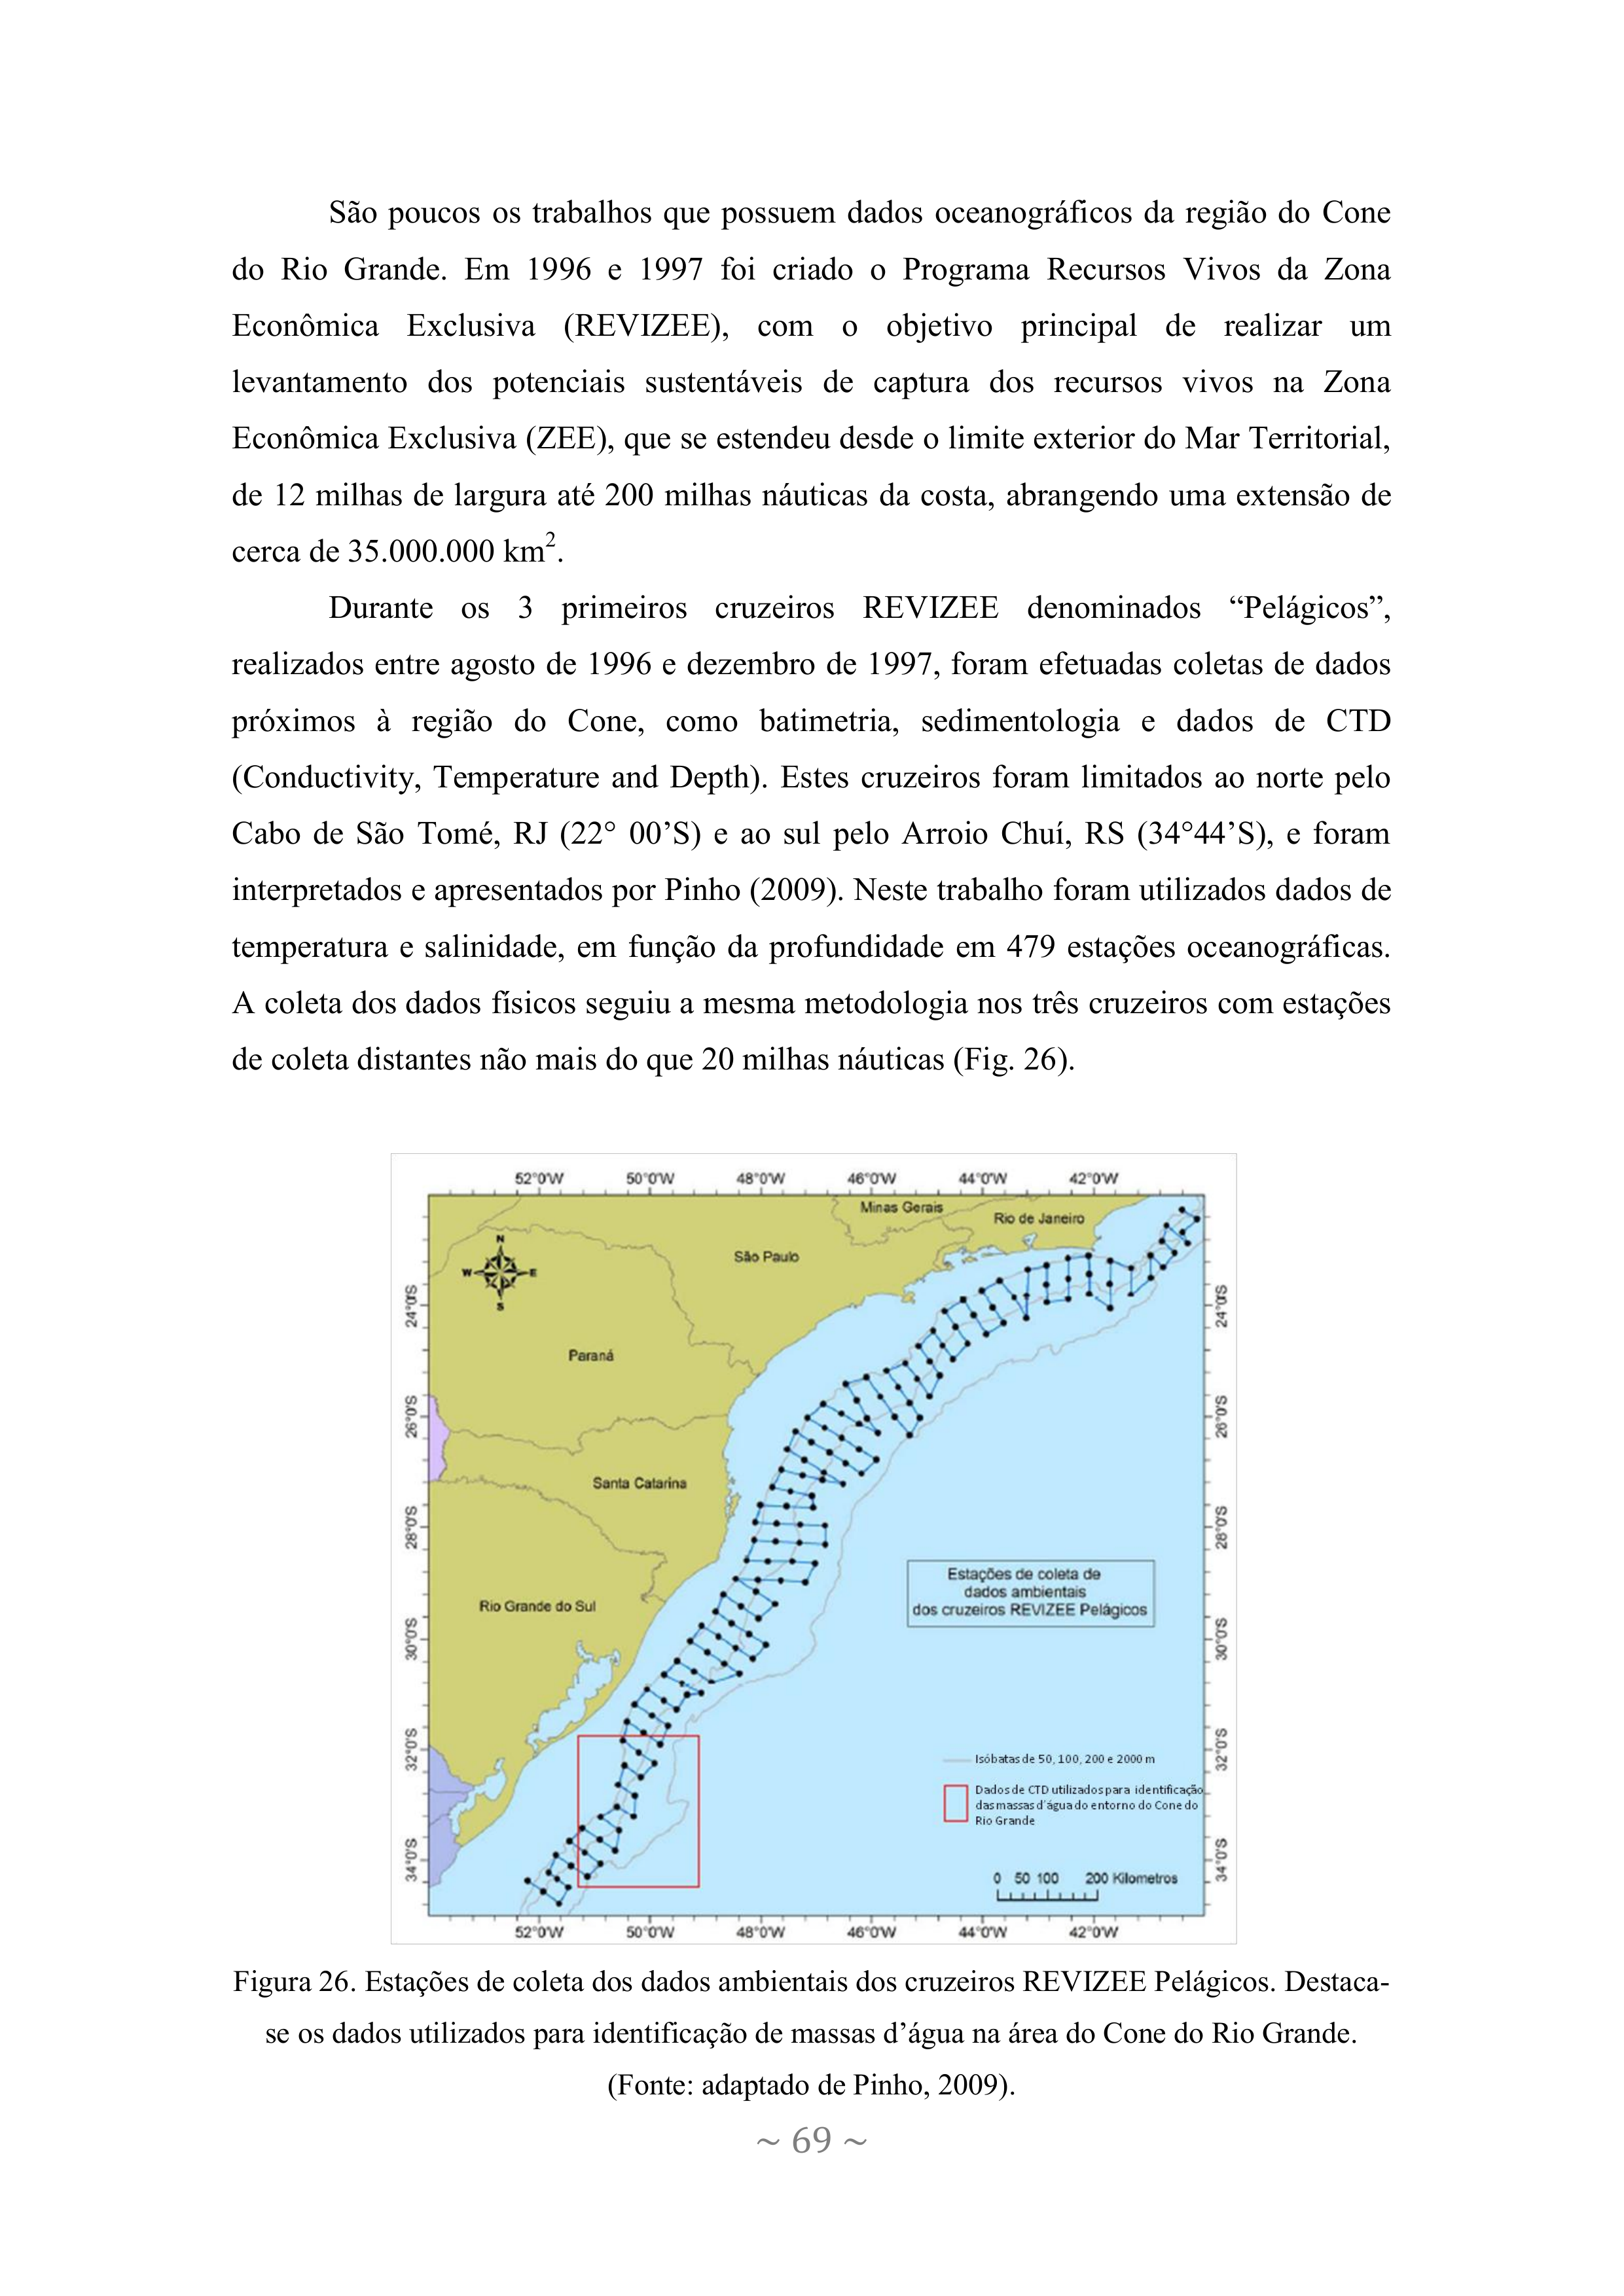 São poucos os trabalhos que possuem dados oceanográficos da região do Cone
do Rio Grande. Em 1996 e 1997 foi criado o Programa Recursos Vivos da Zona
Econômica Exclusiva (REVIZEE), com o objetivo principal de realizar um
levantamento dos potenciais sustentáveis de captura dos recursos vivos na Zona
Econômica Exclusiva (ZEE), que se estendeu desde o limite exterior do Mar Territorial,
de 12 milhas de largura até 200 milhas náuticas da costa, abrangendo uma extensão de
cerca de 35.000.000 km².
Durante os 3 primeiros cruzeiros REVIZEE denominados “Pelágicos”,
realizados entre agosto de 1996 e dezembro de 1997, foram efetuadas coletas de dados
próximos à região do Cone, como batimetria, sedimentologia e dados de CTD
(Conductivity, Temperature and Depth). Estes cruzeiros foram limitados ao norte pelo
Cabo de São Tomé, RJ (22° 00’S) e ao sul pelo Arroio Chuí, RS (34°44’S), e foram
interpretados e apresentados por Pinho (2009). Neste trabalho foram utilizados dados de
temperatura e salinidade, em função da profundidade em 479 estações oceanográficas.
A coleta dos dados físicos seguiu a mesma metodologia nos três cruzeiros com estações
de coleta distantes não mais do que 20 milhas náuticas (Fig. 26).
52°0'W 50°0'W 48°0'W 46°0'W 44°0'W 42°0'W
Minas Gerais
Rio de Janeiro
São Paulo
N
W E
S
24°0'S 24°0'S
Paraná
26°0'S 26°0'S
Santa Catarina
28°0'S 28°0'S
Estações de coleta de
dados ambientais
dos cruzeiros REVIZEE Pelágicos
Rio Grande do Sul
30°0'S 30°0'S
32°0'S 32°0'S
Isóbatas de 50, 100, 200 e 2000 m
Dados de CTD utilizados para identificação
das massas d'água do entorno do Cone do
Rio Grande
34°0'S 34°0'S
0 50 100 200 Kilometros
52°0'W 50°0'W 48°0'W 46°0'W 44°0'W 42°0'W
Figura 26. Estações de coleta dos dados ambientais dos cruzeiros REVIZEE Pelágicos. Destaca-
se os dados utilizados para identificação de massas d’água na área do Cone do Rio Grande.
(Fonte: adaptado de Pinho, 2009).
~ 69 ~